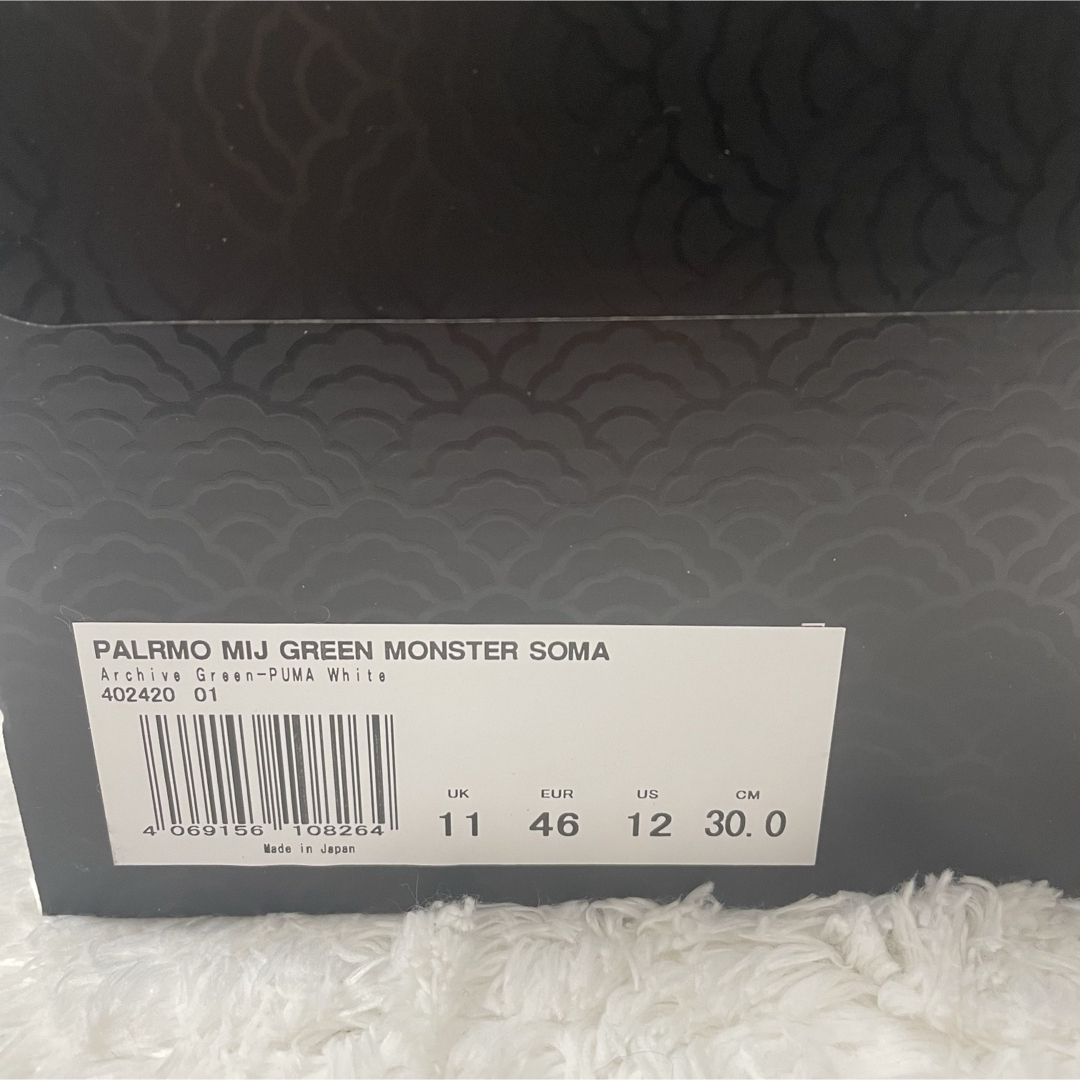 PALRMO MIJ GREEN MONSTER SOMA
Archive Green-PUMA White
402420 01
4 069156 108264
Made in Japan
UK EUR US CM
11 46 12 30.0